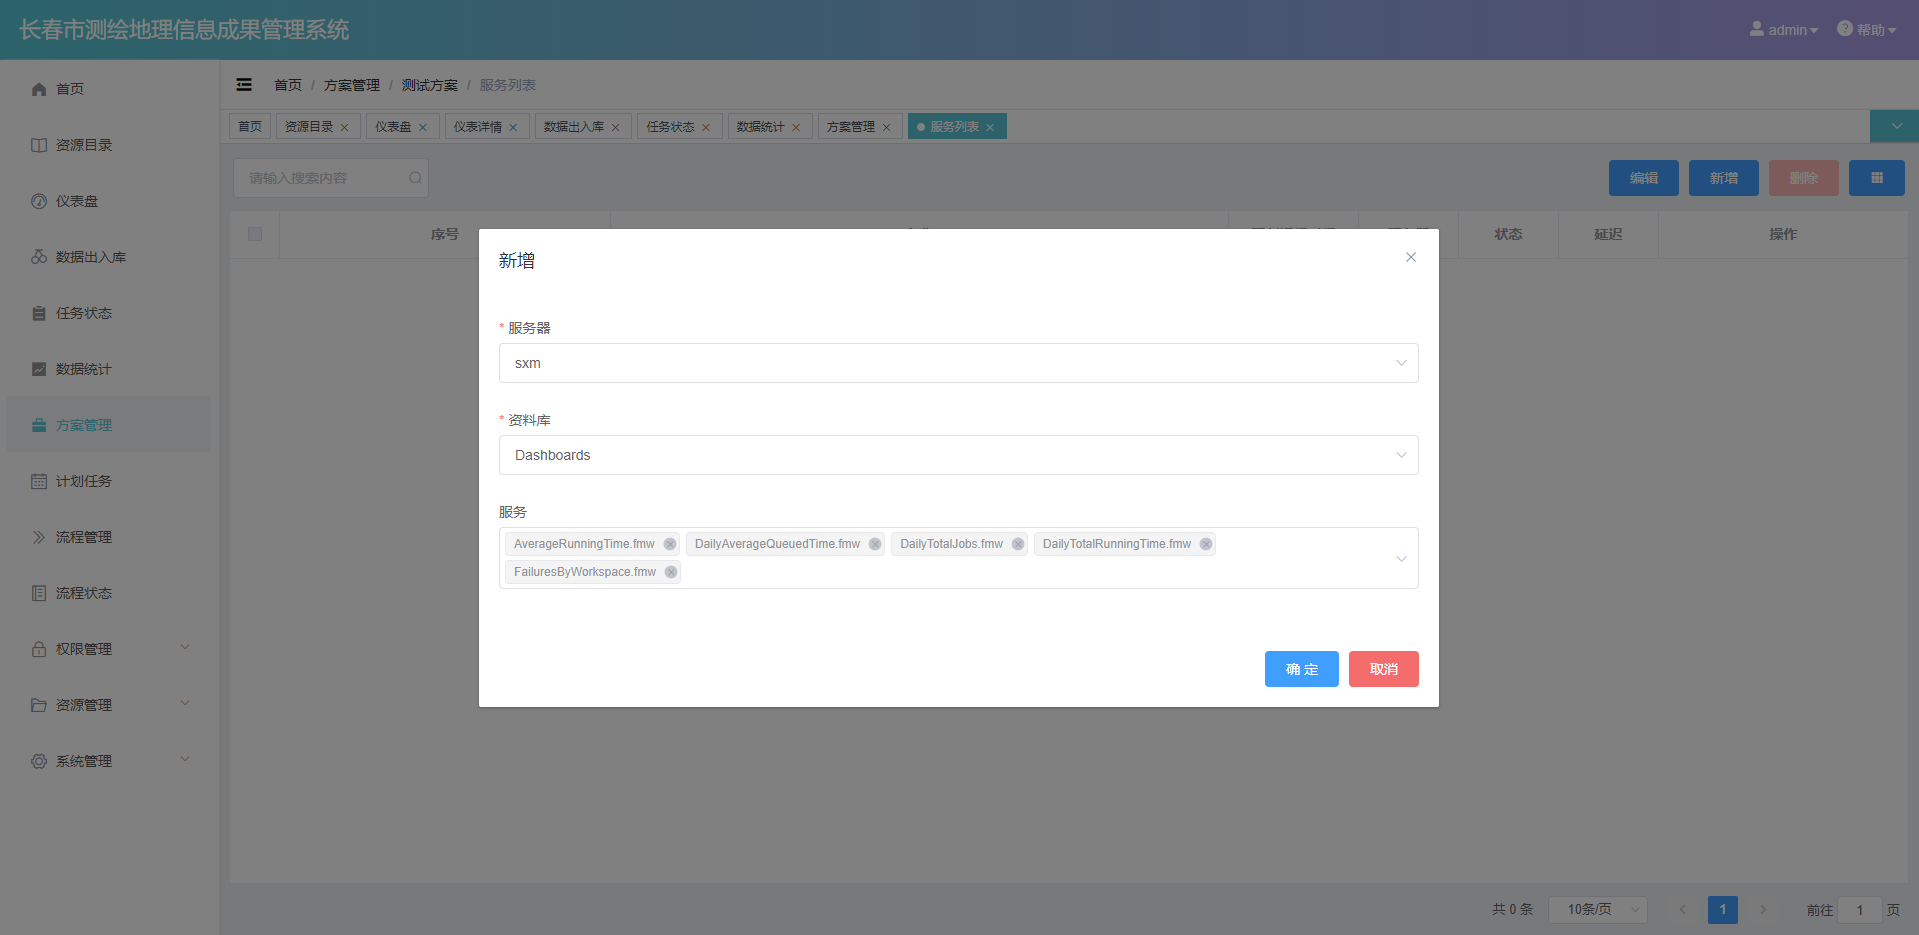 长春市测绘地理信息成果管理系统
admin
帮助
首页
资源目录
仪表盘
数据出入库
任务状态
数据统计
方案管理
计划任务
流程管理
流程状态
权限管理
资源管理
系统管理
首页 / 方案管理 / 测试方案 / 服务列表
首页 资源目录 仪表盘 仪表详情 数据出入库 任务状态 数据统计 方案管理 服务列表
请输入搜索内容
编辑 新增 删除
序号 状态 延迟 操作
新增
* 服务器
sxm
* 资料库
Dashboards
服务
AverageRunningTime.fmw DailyAverageQueuedTime.fmw DailyTotalJobs.fmw DailyTotalRunningTime.fmw
FailuresByWorkspace.fmw
确 定 取消
共 0 条 10条/页 1 前往 1 页